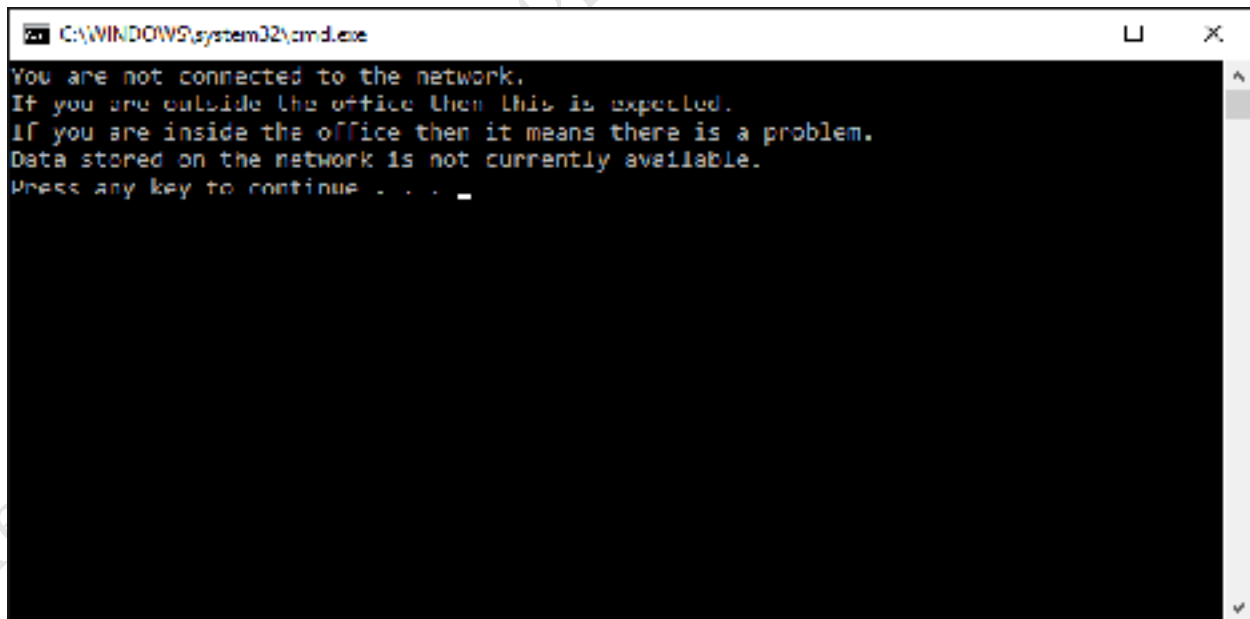 C:\WINDOWS\system32\cmd.exe
You are not connected to the network.
If you are outside the office then this is expected.
If you are inside the office then it means there is a problem.
Data stored on the network is not currently available.
Press any key to continue . . .